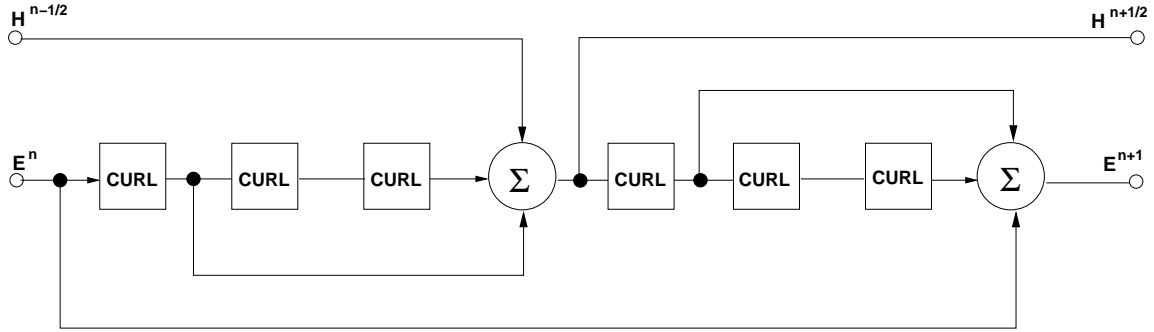 H^{n-1/2}
H^{n+1/2}
E^n
CURL
CURL
CURL
Σ
CURL
CURL
CURL
Σ
E^{n+1}